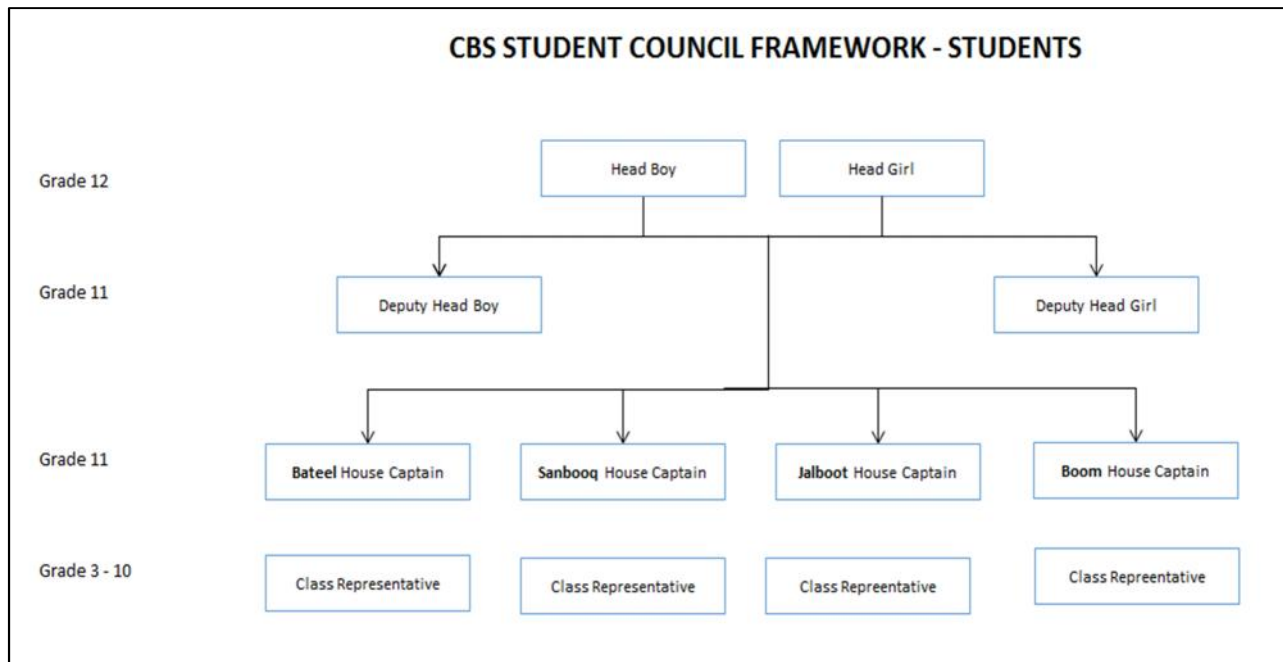 CBS STUDENT COUNCIL FRAMEWORK - STUDENTS
Grade 12
Head Boy
Head Girl
Grade 11
Deputy Head Boy
Deputy Head Girl
Grade 11
Bateel House Captain
Sanbooq House Captain
Jalboot House Captain
Boom House Captain
Grade 3 - 10
Class Representative
Class Representative
Class Repreentative
Class Repreentative